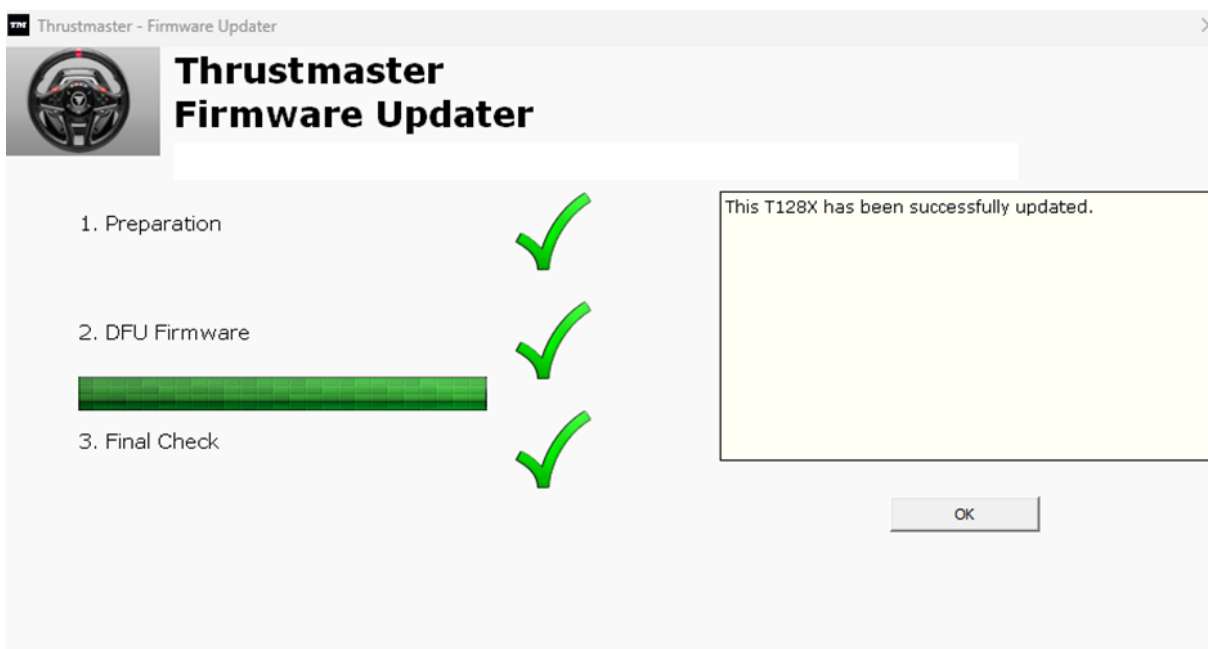 TM Thrustmaster - Firmware Updater
Thrustmaster
Firmware Updater
1. Preparation
This T128X has been successfully updated.
2. DFU Firmware
3. Final Check
OK